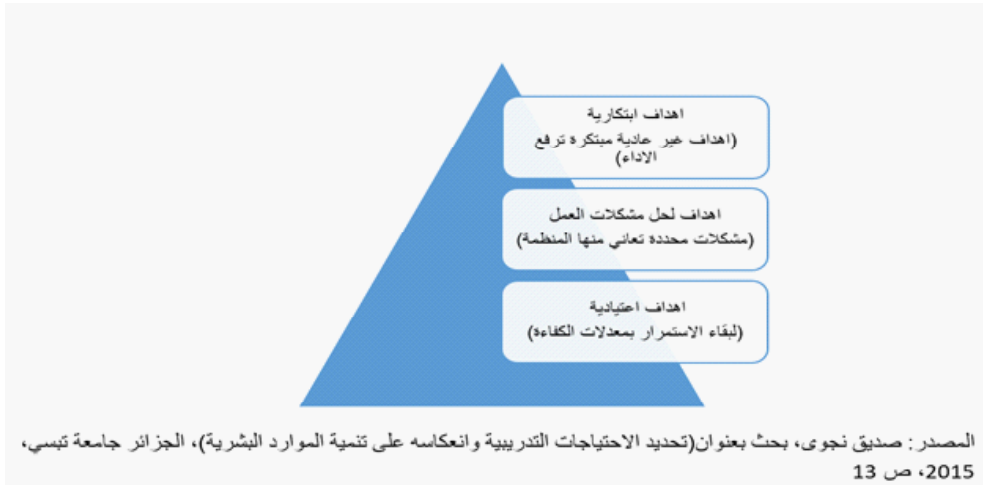 اهداف ابتكارية
(اهداف غير عادية مبتكرة ترفع
الاداء)
اهداف لحل مشكلات العمل
(مشكلات محددة تعاني منها المنظمة)
اهداف اعتيادية
(لبقاء الاستمرار بمعدلات الكفاءة)
المصدر: صديق نجوى، بحث بعنوان(تحديد الاحتياجات التدريبية وانعكاسه على تنمية الموارد البشرية)، الجزائر جامعة تبسي،
2015، ص 13